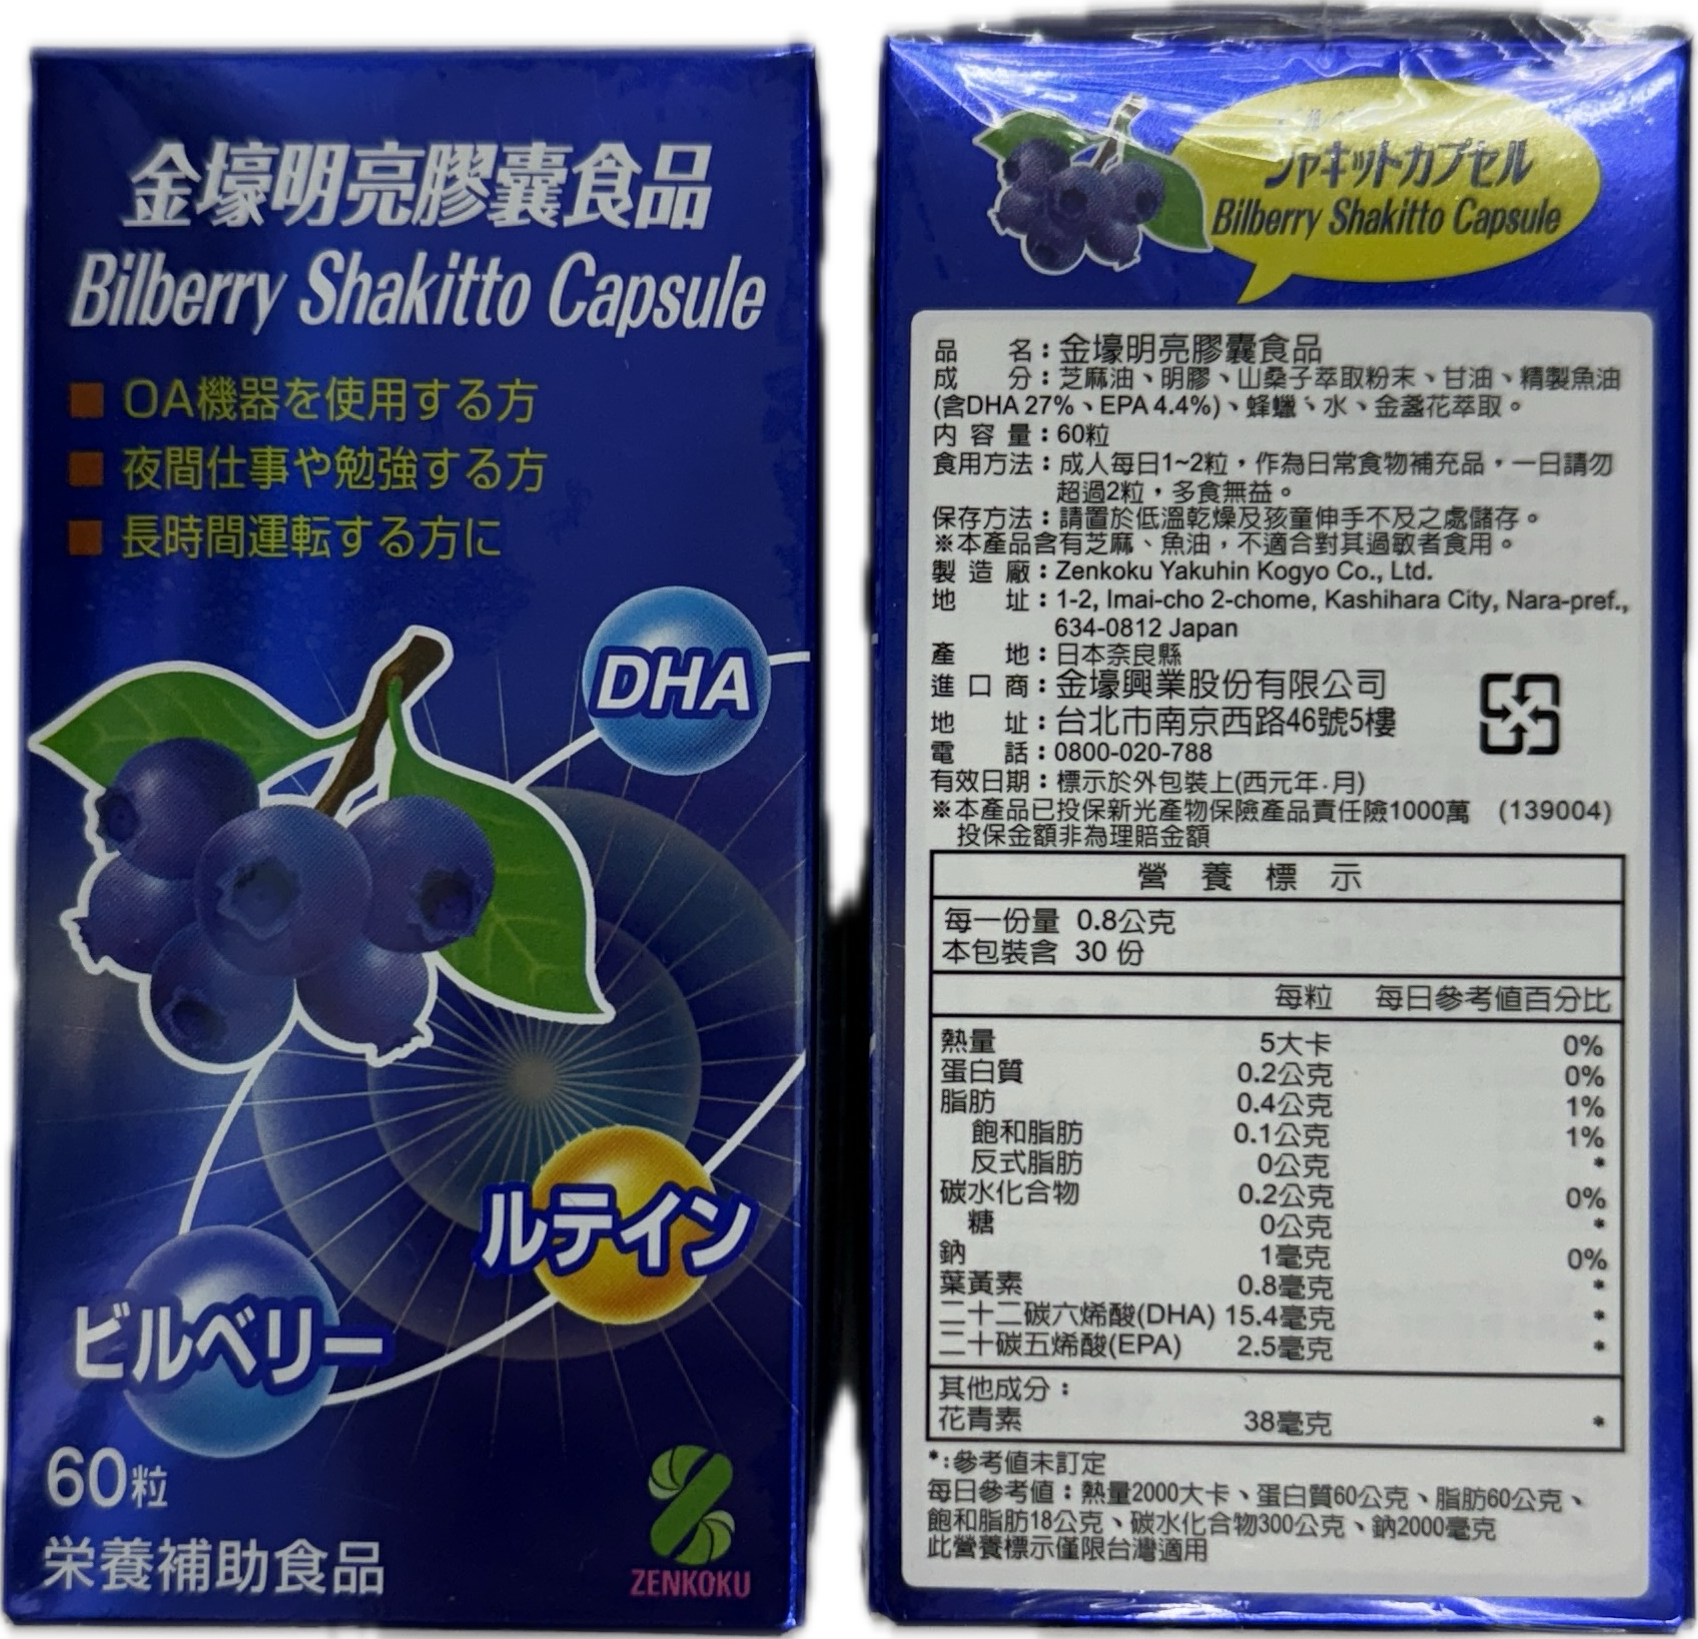 金壕明亮膠囊食品
Bilberry Shakitto Capsule
OA機器を使用する方
夜間仕事や勉強する方
長時間運転する方に
DHA
ルテイン
ビルベリー
60粒
栄養補助食品
ZENKOKU
シャキットカプセル
Bilberry Shakitto Capsule
品名：金壕明亮膠囊食品
成分：芝麻油、明膠、山桑子萃取粉末、甘油、精製魚油
(含DHA 27%、EPA 4.4%)、蜂蠟、水、金盞花萃取。
內容量：60粒
食用方法：成人每日1~2粒，作為日常食物補充品，一日請勿
超過2粒，多食無益。
保存方法：請置於低溫乾燥及孩童伸手不及之處儲存。
※本產品含有芝麻、魚油，不適合對其過敏者食用。
製造廠：Zenkoku Yakuhin Kogyo Co., Ltd.
地址：1-2, Imai-cho 2-chome, Kashihara City, Nara-pref.,
634-0812 Japan
產地：日本奈良縣
進口商：金壕興業股份有限公司
地址：台北市南京西路46號5樓
電話：0800-020-788
有效日期：標示於外包裝上(西元年.月)
※本產品已投保新光產物保險產品責任險1000萬 (139004)
投保金額非為理賠金額
營養標示
每一份量 0.8公克
本包裝含 30 份
每粒 每日參考值百分比
熱量 5大卡 0%
蛋白質 0.2公克 0%
脂肪 0.4公克 1%
飽和脂肪 0.1公克 1%
反式脂肪 0公克 *
碳水化合物 0.2公克 0%
糖 0公克 *
鈉 1毫克 0%
葉黃素 0.8毫克 *
二十二碳六烯酸(DHA) 15.4毫克 *
二十碳五烯酸(EPA) 2.5毫克 *
其他成分：
花青素 38毫克 *
*:參考值未訂定
每日參考值：熱量2000大卡、蛋白質60公克、脂肪60公克、
飽和脂肪18公克、碳水化合物300公克、鈉2000毫克
此營養標示僅限台灣適用